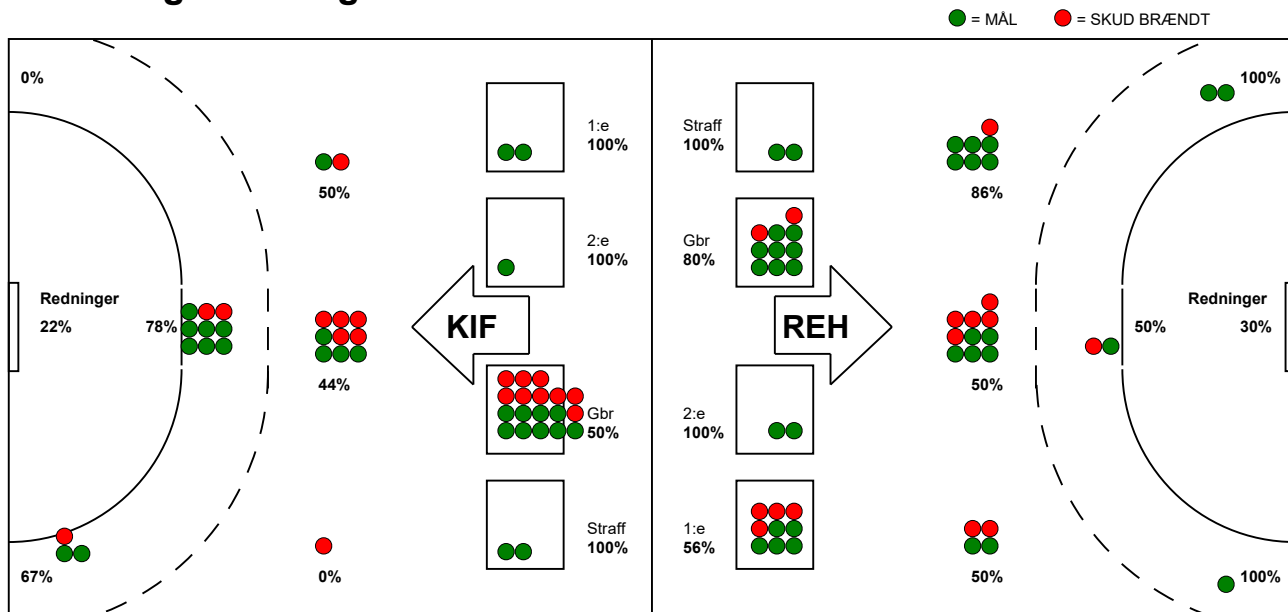 = MÅL = SKUD BRÆNDT
0%
50%
Redninger
22%
78%
44%
67%
0%
1:e
100%
2:e
100%
KIF
Gbr
50%
Straff
100%
Straff
100%
Gbr
80%
REH
2:e
100%
1:e
56%
86%
50%
50%
100%
50%
Redninger
30%
100%